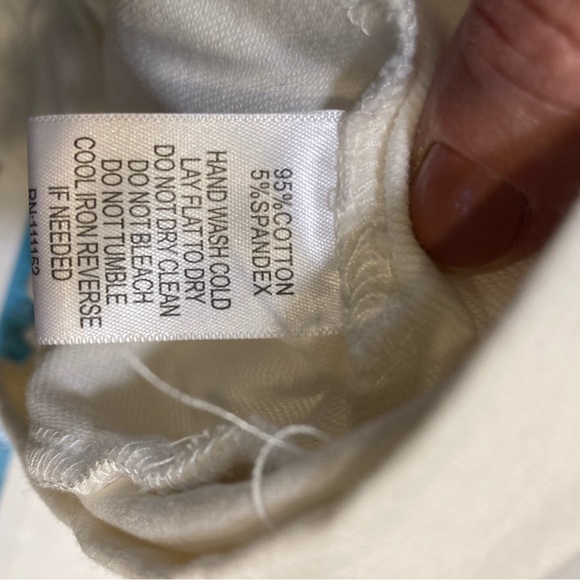 95%COTTON
5%SPANDEX
HAND WASH COLD
LAY FLAT TO DRY
DO NOT DRY CLEAN
DO NOT BLEACH
DO NOT TUMBLE
COOL IRON REVERSE
IF NEEDED